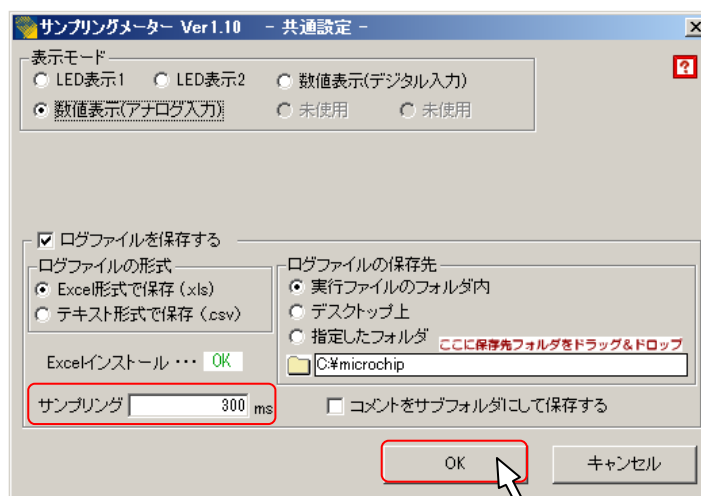 サンプリングメーター Ver1.10 － 共通設定 －
表示モード
LED表示1 LED表示2 数値表示(デジタル入力)
数値表示(アナログ入力) 未使用 未使用
ログファイルを保存する
ログファイルの形式
Excel形式で保存 (.xls)
テキスト形式で保存 (.csv)
Excelインストール ･･･ OK
ログファイルの保存先
実行ファイルのフォルダ内
デスクトップ上
指定したフォルダ
ここに保存先フォルダをドラッグ＆ドロップ
C:¥microchip
サンプリング 300 ms
コメントをサブフォルダにして保存する
OK キャンセル